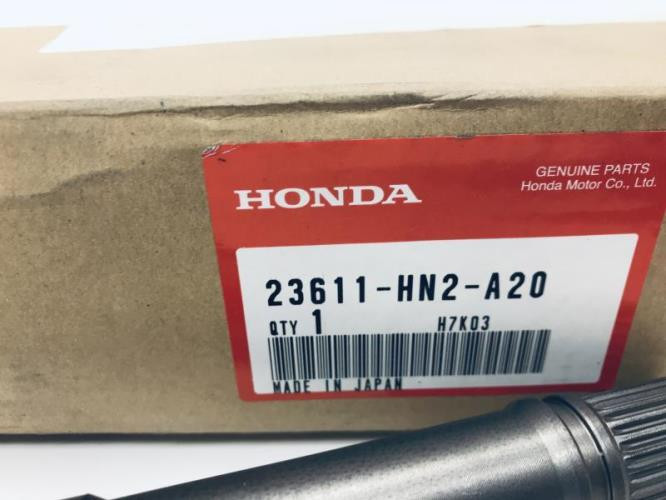 GENUINE PARTS
HONDA Honda Motor Co., Ltd.
23611-HN2-A20
QTY 1 H7K03
MADE IN JAPAN